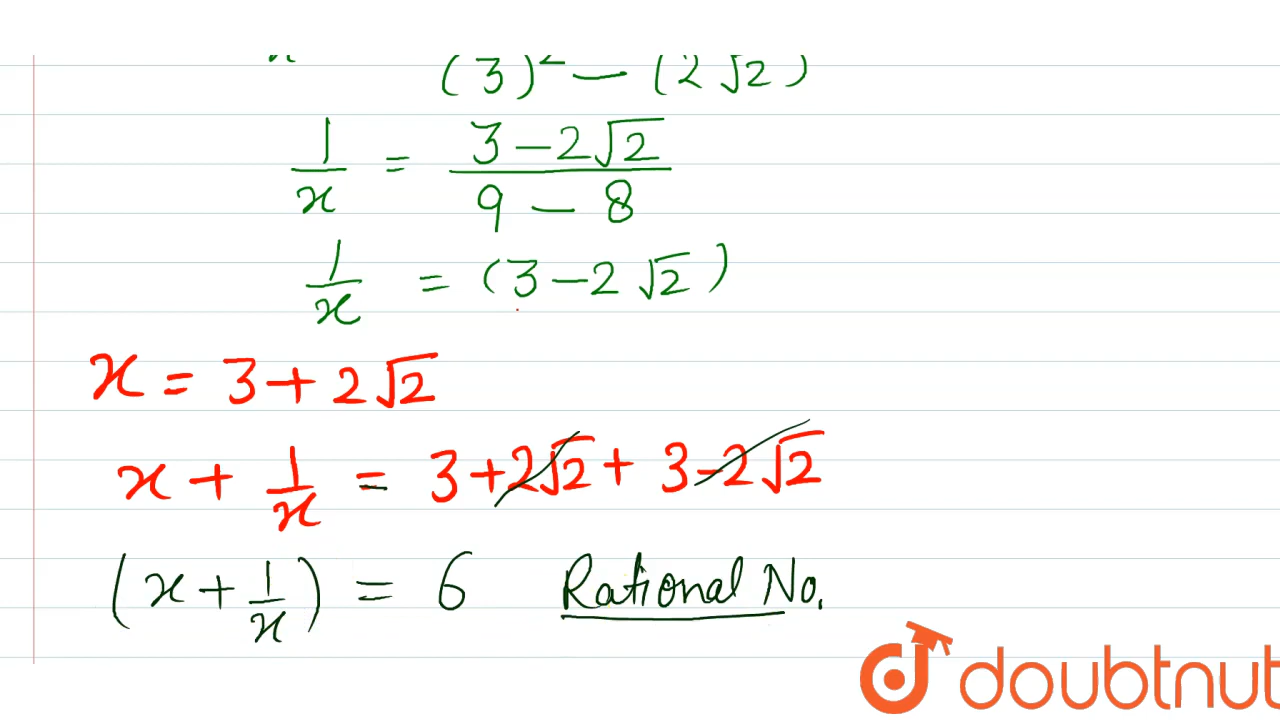 x (3)² — (2√2)
1/x = 3 − 2√2 / 9 − 8
1/x = (3 − 2√2)
x = 3 + 2√2
x + 1/x = 3 + 2√2 + 3 − 2√2
(x + 1/x) = 6 Rational No.
doubtnut